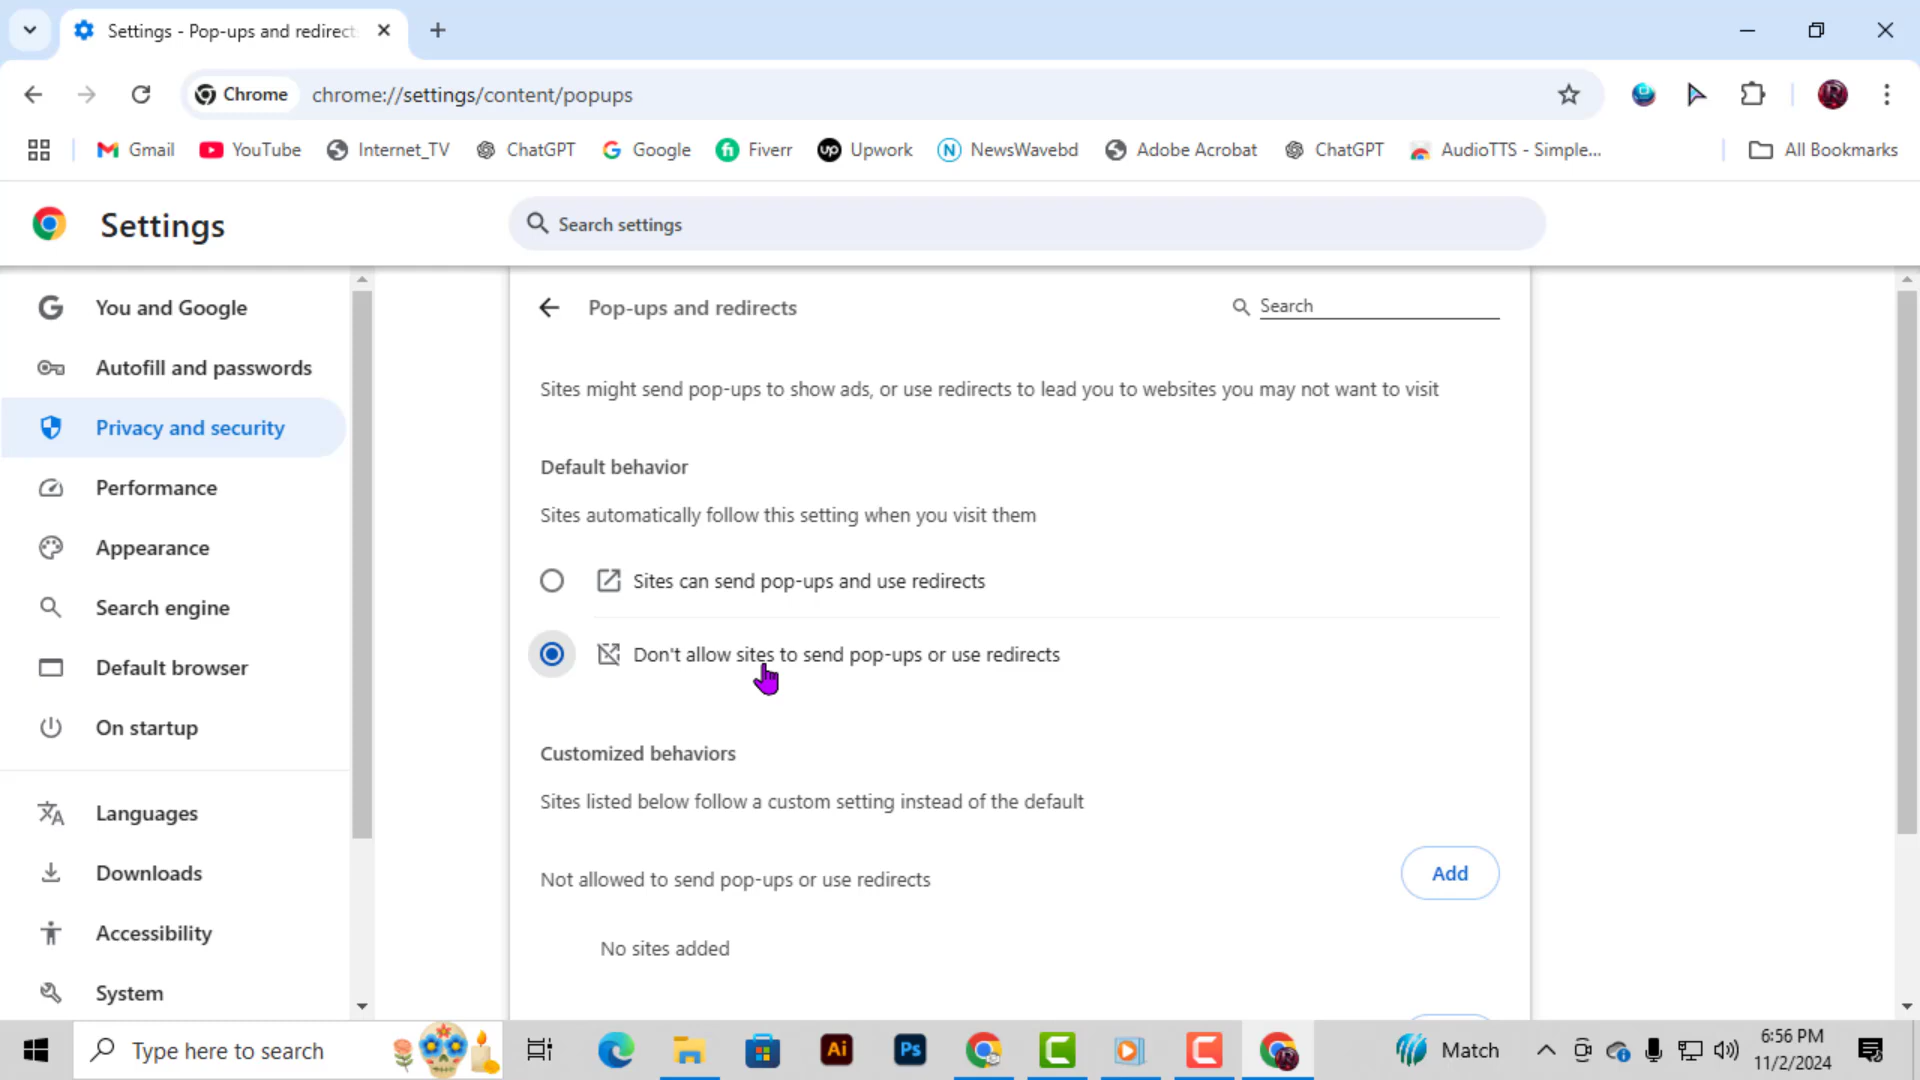 Settings - Pop-ups and redirect
Chrome chrome://settings/content/popups
Gmail YouTube Internet_TV ChatGPT Google Fiverr Upwork NewsWavebd Adobe Acrobat ChatGPT AudioTTS - Simple... All Bookmarks
Settings
Search settings
You and Google
Autofill and passwords
Privacy and security
Performance
Appearance
Search engine
Default browser
On startup
Languages
Downloads
Accessibility
System
Pop-ups and redirects
Search
Sites might send pop-ups to show ads, or use redirects to lead you to websites you may not want to visit
Default behavior
Sites automatically follow this setting when you visit them
Sites can send pop-ups and use redirects
Don't allow sites to send pop-ups or use redirects
Customized behaviors
Sites listed below follow a custom setting instead of the default
Not allowed to send pop-ups or use redirects
Add
No sites added
Type here to search
Ai
Ps
Match
6:56 PM
11/2/2024